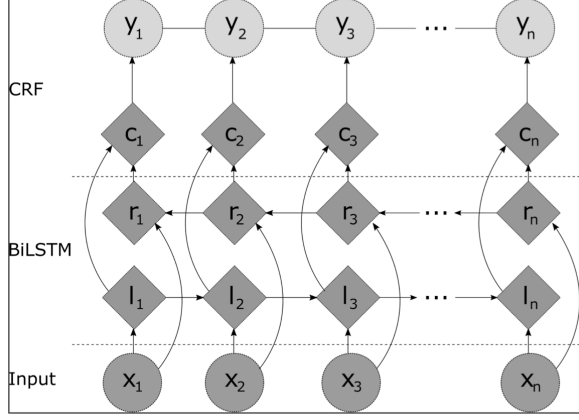 y₁ y₂ y₃ ... yₙ
CRF
c₁ c₂ c₃ cₙ
r₁ r₂ r₃ ... rₙ
BiLSTM
l₁ l₂ l₃ ... lₙ
Input x₁ x₂ x₃ xₙ